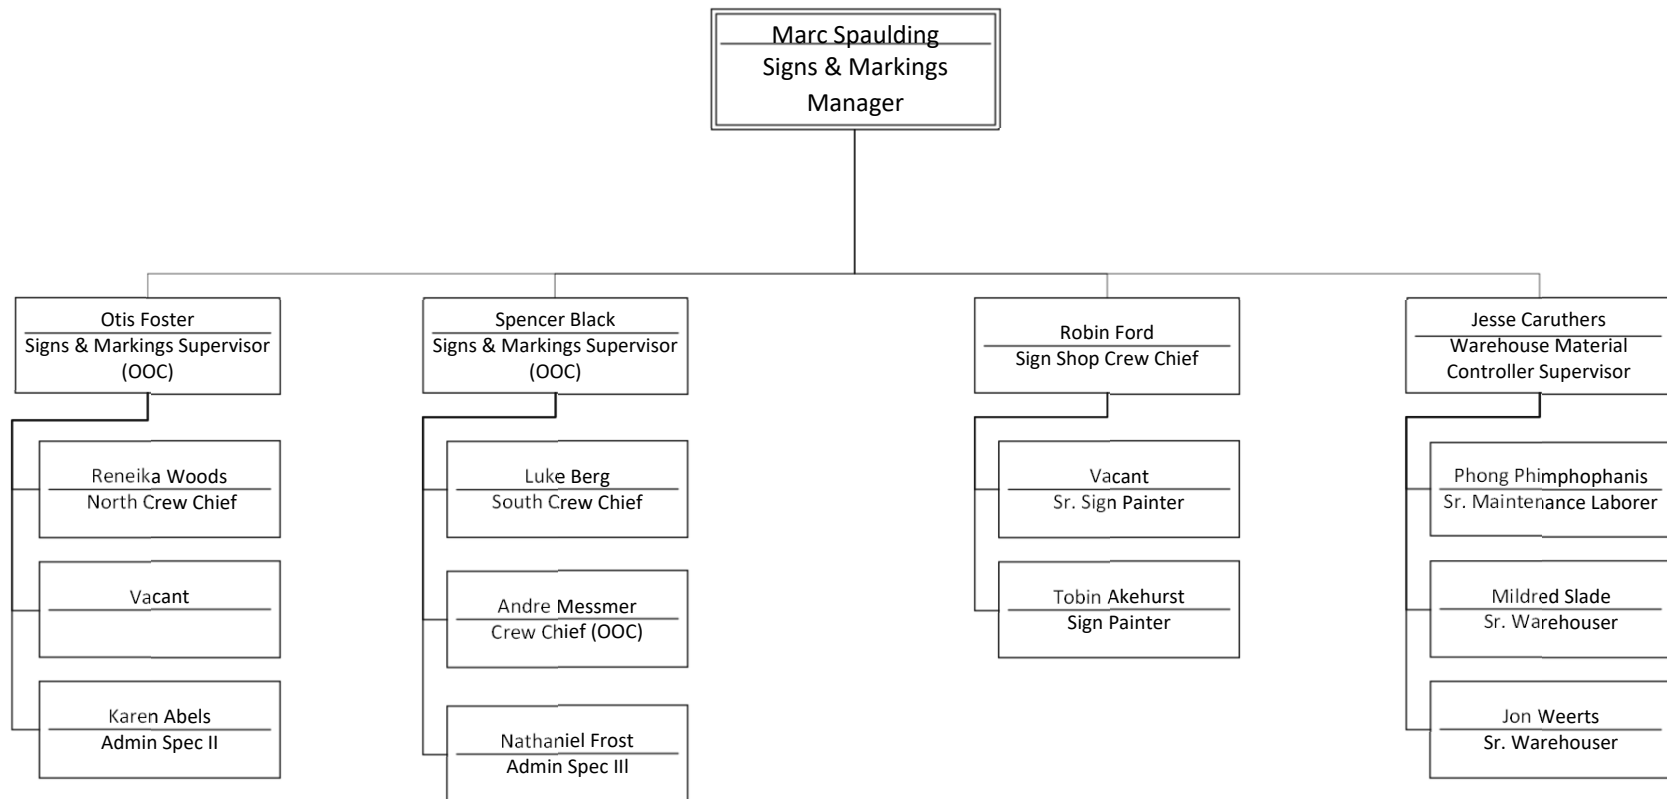 Marc Spaulding
Signs & Markings
Manager
Otis Foster
Signs & Markings Supervisor
(OOC)
Reneika Woods
North Crew Chief
Vacant
Karen Abels
Admin Spec II
Spencer Black
Signs & Markings Supervisor
(OOC)
Luke Berg
South Crew Chief
Andre Messmer
Crew Chief (OOC)
Nathaniel Frost
Admin Spec III
Robin Ford
Sign Shop Crew Chief
Vacant
Sr. Sign Painter
Tobin Akehurst
Sign Painter
Jesse Caruthers
Warehouse Material
Controller Supervisor
Phong Phimphophanis
Sr. Maintenance Laborer
Mildred Slade
Sr. Warehouser
Jon Weerts
Sr. Warehouser